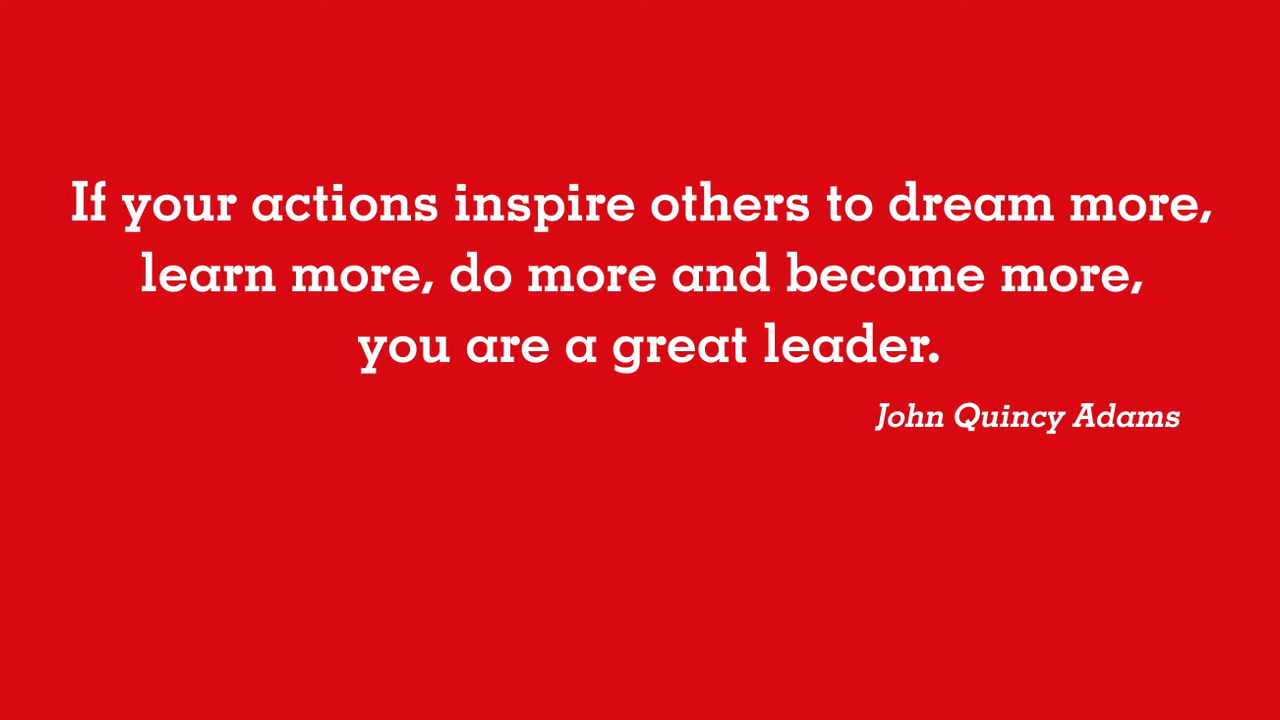 If your actions inspire others to dream more,
learn more, do more and become more,
you are a great leader.
John Quincy Adams